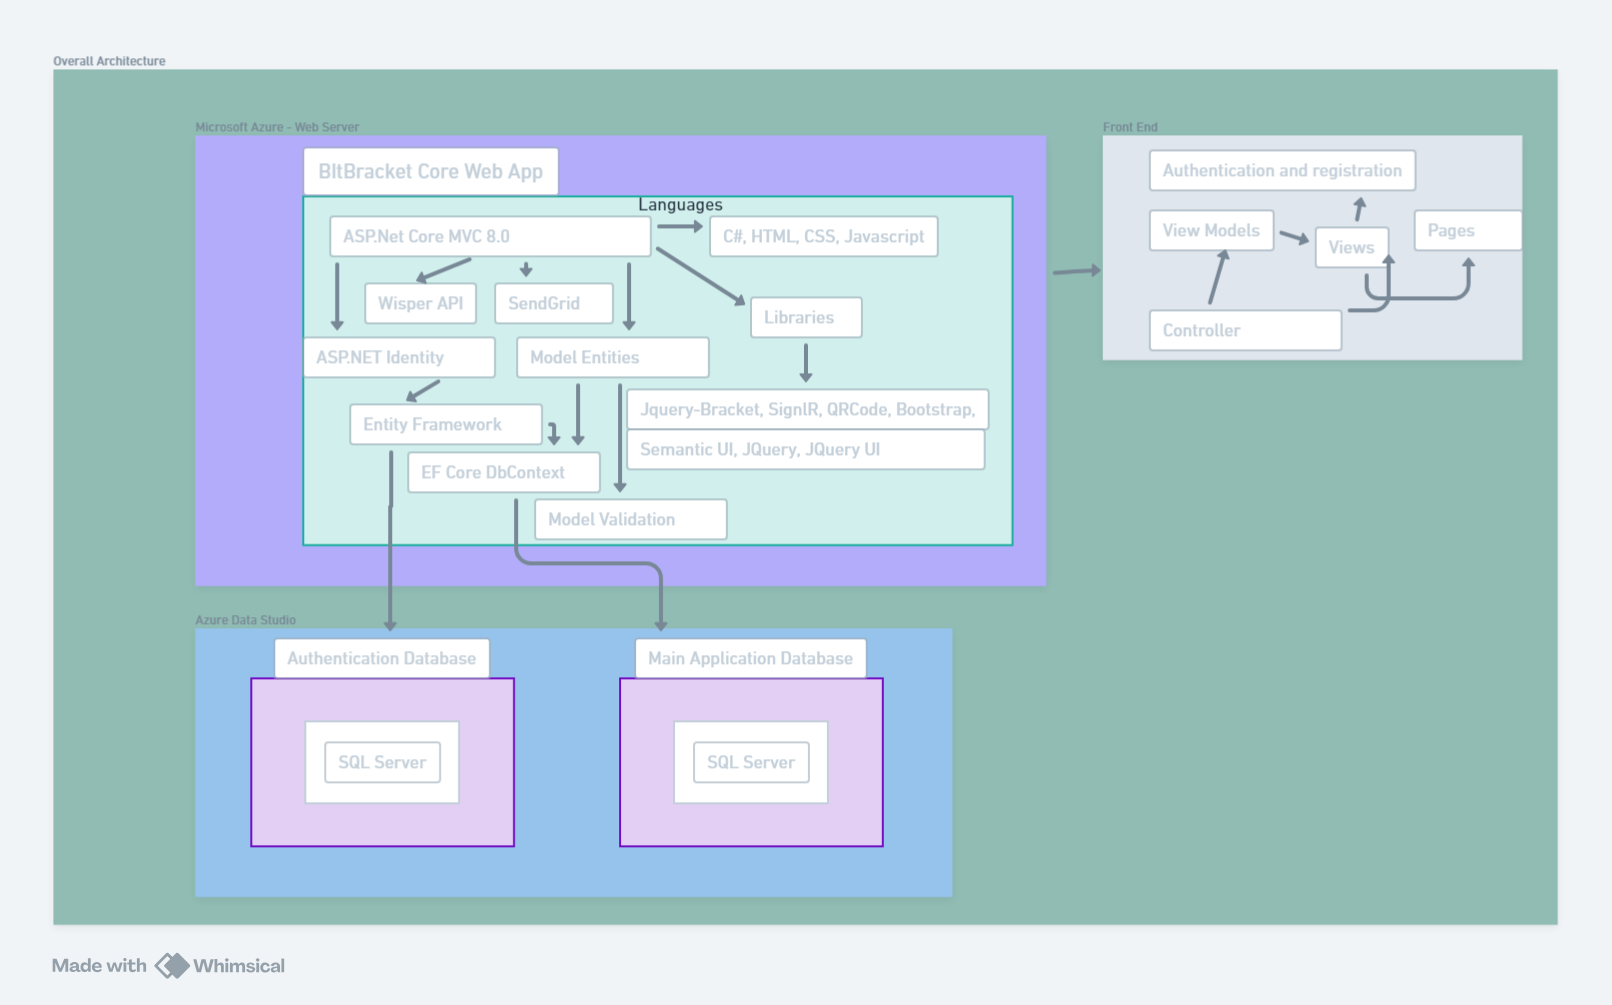 Overall Architecture
Microsoft Azure - Web Server
BItBracket Core Web App
Languages
ASP.Net Core MVC 8.0
C#, HTML, CSS, Javascript
Wisper API
SendGrid
Libraries
ASP.NET Identity
Model Entities
Jquery-Bracket, SignlR, QRCode, Bootstrap,
Semantic UI, JQuery, JQuery UI
Entity Framework
EF Core DbContext
Model Validation
Front End
Authentication and registration
View Models
Views
Pages
Controller
Azure Data Studio
Authentication Database
SQL Server
Main Application Database
SQL Server
Made with Whimsical